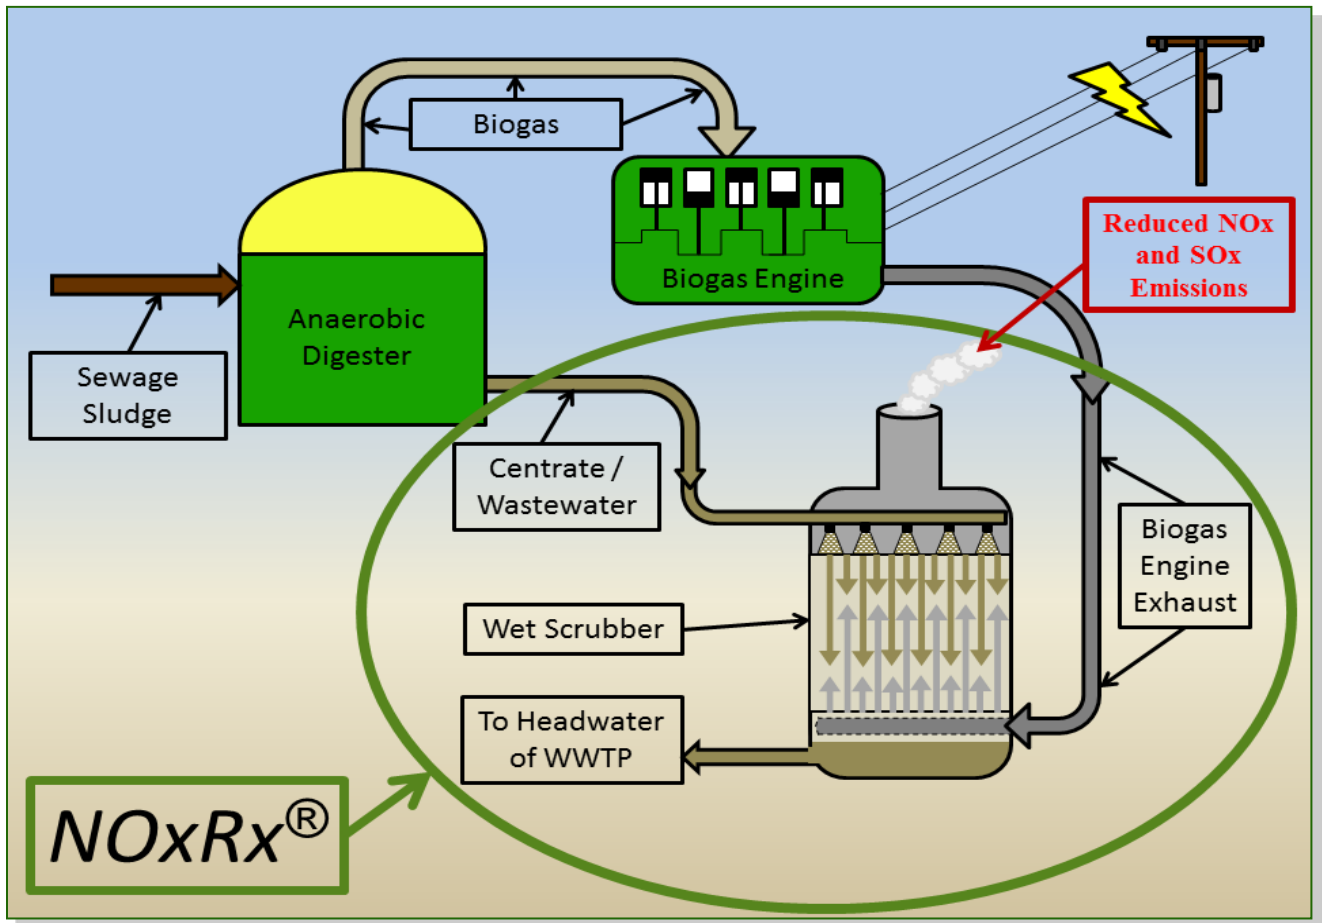 Biogas
Biogas Engine
Reduced NOx
and SOx
Emissions
Anaerobic
Digester
Sewage
Sludge
Centrate /
Wastewater
Biogas
Engine
Exhaust
Wet Scrubber
To Headwater
of WWTP
NOxRx®